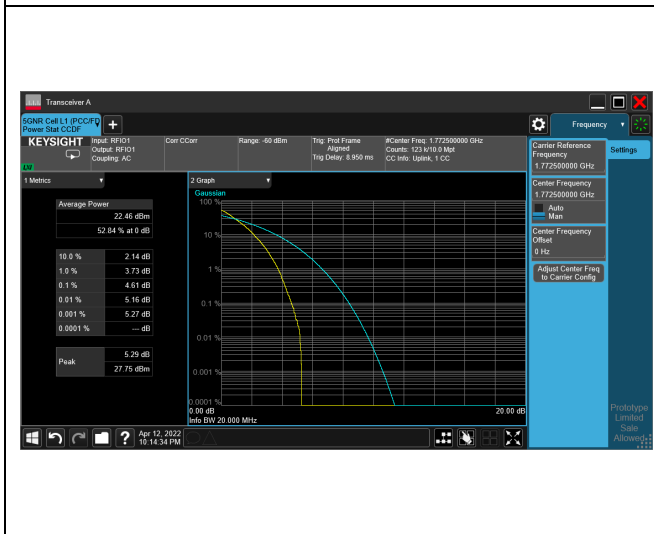 Transceiver A
5GNR Cell L1 (PCC/FD
Power Stat CCDF
Frequency
KEYSIGHT
Input: RFIO1
Output: RFIO1
Coupling: AC
Corr CCorr
Range: -60 dBm
Trig: Prot Frame
Aligned
Trig Delay: 8.950 ms
#Center Freq: 1.772500000 GHz
Counts: 123 k/10.0 Mpt
CC Info: Uplink, 1 CC
Carrier Reference
Frequency
1.772500000 GHz
Settings
Center Frequency
1.772500000 GHz
Auto
Man
Center Frequency
Offset
0 Hz
Adjust Center Freq
to Carrier Config
1 Metrics
Average Power
22.46 dBm
52.84 % at 0 dB
10.0 % 2.14 dB
1.0 % 3.73 dB
0.1 % 4.61 dB
0.01 % 5.16 dB
0.001 % 5.27 dB
0.0001 % --- dB
Peak
5.29 dB
27.75 dBm
2 Graph
Gaussian
100 %
10 %
1 %
0.1 %
0.01 %
0.001 %
0.0001 %
0.00 dB
20.00 dB
Info BW 20.000 MHz
Prototype
Limited
Sale
Allowed
Apr 12, 2022
10:14:34 PM